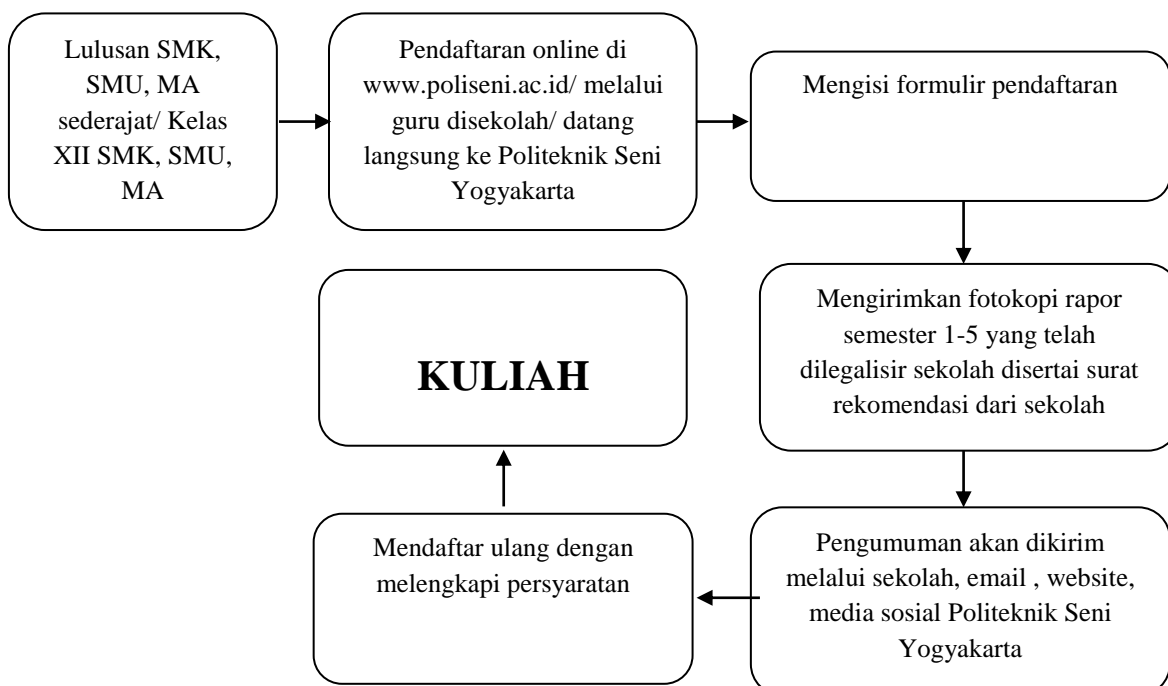 Lulusan SMK,
SMU, MA
sederajat/ Kelas
XII SMK, SMU,
MA
Pendaftaran online di
www.poliseni.ac.id/ melalui
guru disekolah/ datang
langsung ke Politeknik Seni
Yogyakarta
Mengisi formulir pendaftaran
Mengirimkan fotokopi rapor
semester 1-5 yang telah
dilegalisir sekolah disertai surat
rekomendasi dari sekolah
Pengumuman akan dikirim
melalui sekolah, email , website,
media sosial Politeknik Seni
Yogyakarta
Mendaftar ulang dengan
melengkapi persyaratan
KULIAH